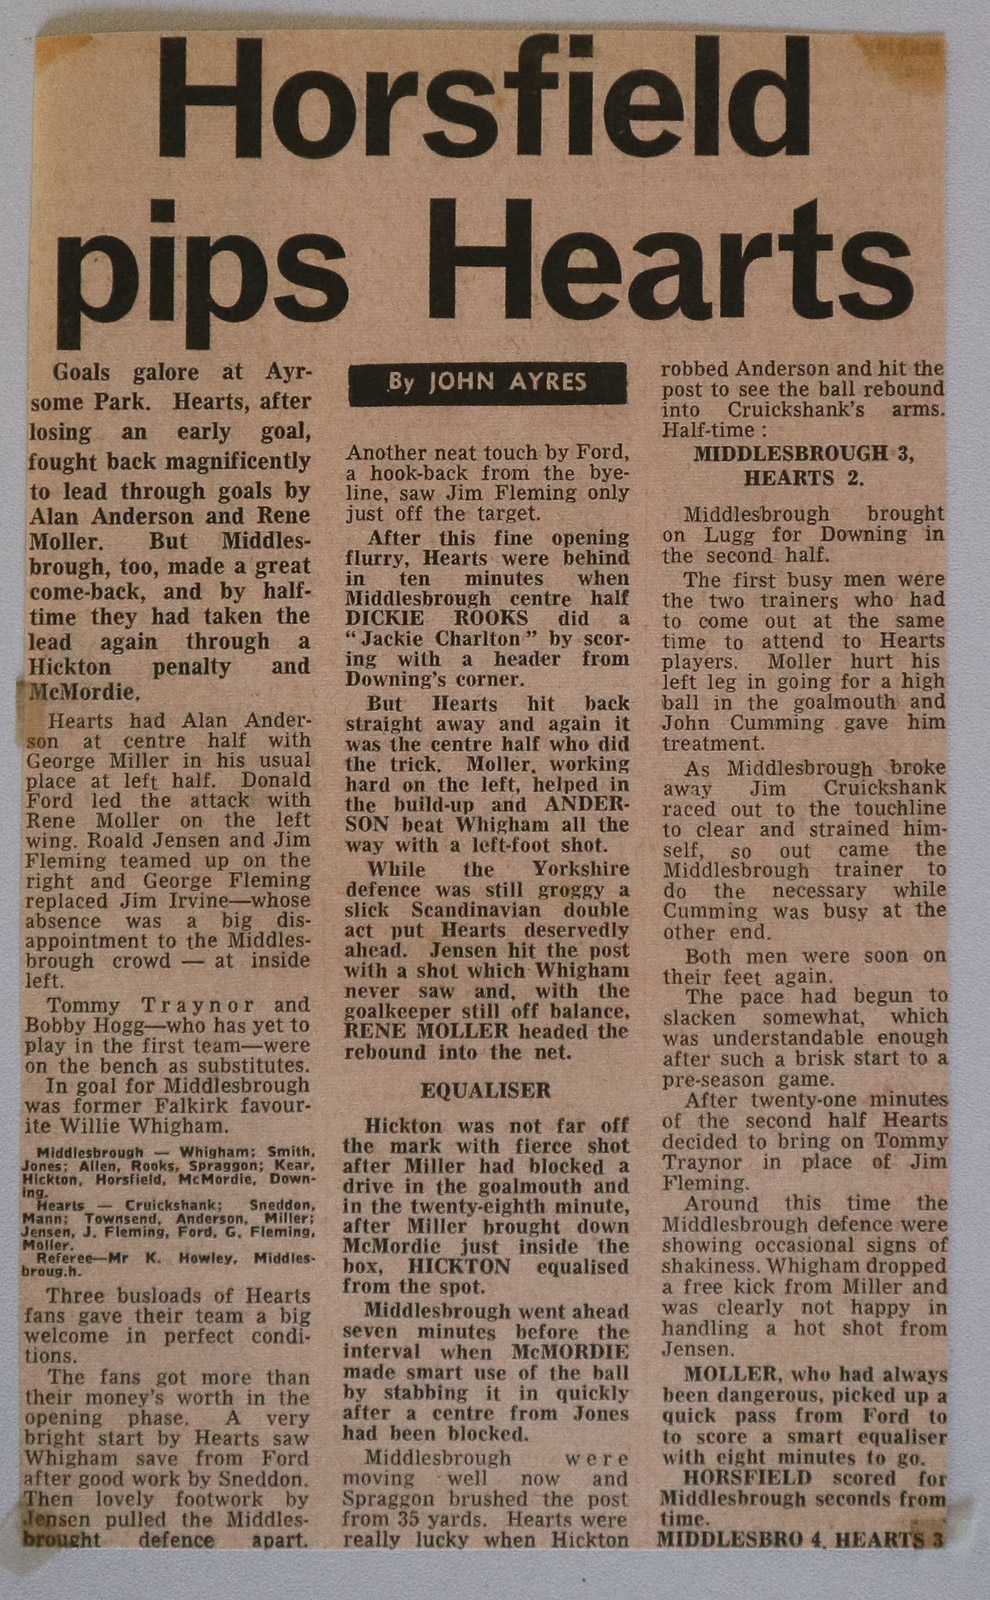 Horsfield
pips Hearts
Goals galore at Ayr-
some Park. Hearts, after
losing an early goal,
fought back magnificently
to lead through goals by
Alan Anderson and Rene
Moller. But Middles-
brough, too, made a great
come-back, and by half-
time they had taken the
lead again through a
Hickton penalty and
McMordie.
Hearts had Alan Ander-
son at centre half with
George Miller in his usual
place at left half. Donald
Ford led the attack with
Rene Moller on the left
wing. Roald Jensen and Jim
Fleming teamed up on the
right and George Fleming
replaced Jim Irvine—whose
absence was a big dis-
appointment to the Middles-
brough crowd — at inside
left.
Tommy Traynor and
Bobby Hogg—who has yet to
play in the first team—were
on the bench as substitutes.
In goal for Middlesbrough
was former Falkirk favour-
ite Willie Whigham.
Middlesbrough — Whigham; Smith,
Jones; Allen, Rooks, Spraggon; Kear,
Hickton, Horsfield, McMordie, Down-
ing.
Hearts — Cruickshank; Sneddon,
Mann; Townsend, Anderson, Miller;
Jensen, J. Fleming, Ford, G. Fleming,
Moller.
Referee—Mr K. Howley, Middles-
broug.h.
Three busloads of Hearts
fans gave their team a big
welcome in perfect condi-
tions.
The fans got more than
their money's worth in the
opening phase. A very
bright start by Hearts saw
Whigham save from Ford
after good work by Sneddon.
Then lovely footwork by
Jensen pulled the Middles-
brought defence apart.
By JOHN AYRES
Another neat touch by Ford,
a hook-back from the bye-
line, saw Jim Fleming only
just off the target.
After this fine opening
flurry, Hearts were behind
in ten minutes when
Middlesbrough centre half
DICKIE ROOKS did a
"Jackie Charlton" by scor-
ing with a header from
Downing's corner.
But Hearts hit back
straight away and again it
was the centre half who did
the trick. Moller, working
hard on the left, helped in
the build-up and ANDER-
SON beat Whigham all the
way with a left-foot shot.
While the Yorkshire
defence was still groggy a
slick Scandinavian double
act put Hearts deservedly
ahead. Jensen hit the post
with a shot which Whigham
never saw and, with the
goalkeeper still off balance,
RENE MOLLER headed the
rebound into the net.
EQUALISER
Hickton was not far off
the mark with fierce shot
after Miller had blocked a
drive in the goalmouth and
in the twenty-eighth minute,
after Miller brought down
McMordie just inside the
box, HICKTON equalised
from the spot.
Middlesbrough went ahead
seven minutes before the
interval when McMORDIE
made smart use of the ball
by stabbing it in quickly
after a centre from Jones
had been blocked.
Middlesbrough were
moving well now and
Spraggon brushed the post
from 35 yards. Hearts were
really lucky when Hickton
robbed Anderson and hit the
post to see the ball rebound
into Cruickshank's arms.
Half-time :
MIDDLESBROUGH 3,
HEARTS 2.
Middlesbrough brought
on Lugg for Downing in
the second half.
The first busy men were
the two trainers who had
to come out at the same
time to attend to Hearts
players. Moller hurt his
left leg in going for a high
ball in the goalmouth and
John Cumming gave him
treatment.
As Middlesbrough broke
away Jim Cruickshank
raced out to the touchline
to clear and strained him-
self, so out came the
Middlesbrough trainer to
do the necessary while
Cumming was busy at the
other end.
Both men were soon on
their feet again.
The pace had begun to
slacken somewhat, which
was understandable enough
after such a brisk start to a
pre-season game.
After twenty-one minutes
of the second half Hearts
decided to bring on Tommy
Traynor in place of Jim
Fleming.
Around this time the
Middlesbrough defence were
showing occasional signs of
shakiness. Whigham dropped
a free kick from Miller and
was clearly not happy in
handling a hot shot from
Jensen.
MOLLER, who had always
been dangerous, picked up a
quick pass from Ford to
to score a smart equaliser
with eight minutes to go.
HORSFIELD scored for
Middlesbrough seconds from
time.
MIDDLESBRO 4, HEARTS 3